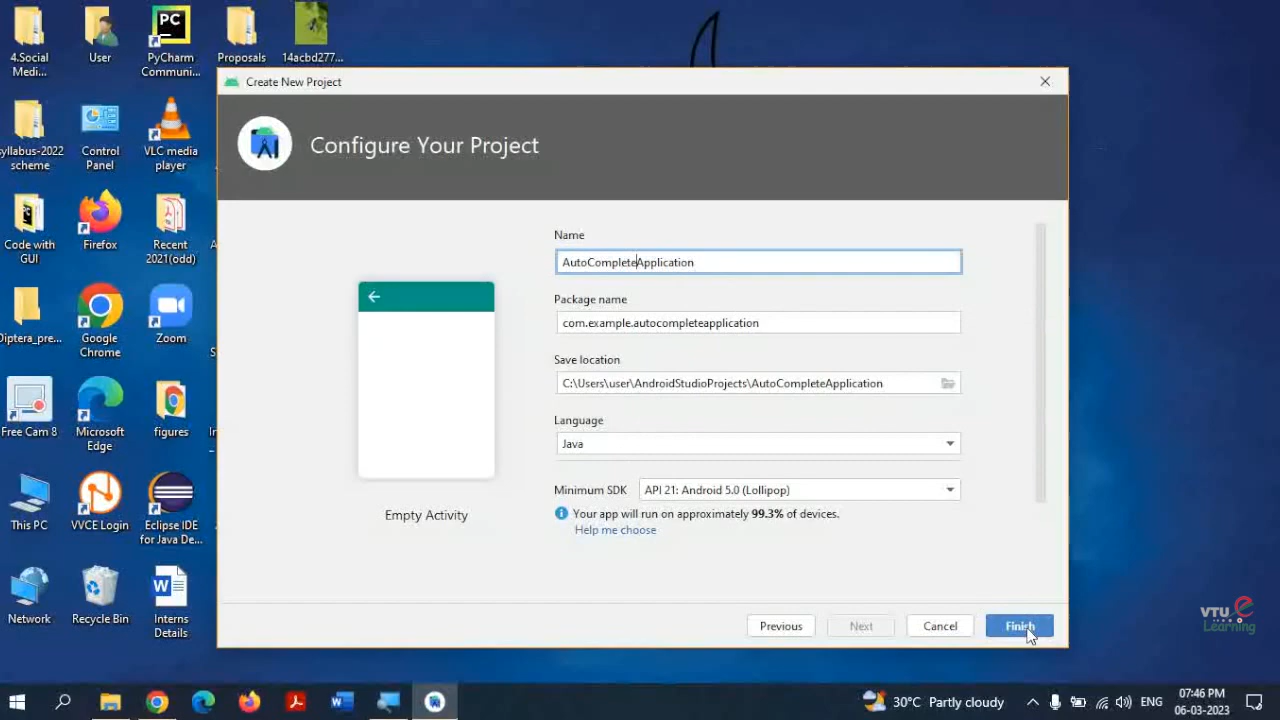 4.Social Medi...
User
PyCharm Communi...
Proposals
14acbd277...
Create New Project
Configure Your Project
syllabus-2022 scheme
Control Panel
VLC media player
Code with GUI
Firefox
Recent 2021(odd)
Diptera_pre...
Google Chrome
Zoom
Free Cam 8
Microsoft Edge
figures
This PC
VVCE Login
Eclipse IDE for Java De...
Network
Recycle Bin
Interns Details
Name
AutoCompleteApplication
Package name
com.example.autocompleteapplication
Save location
C:\Users\user\AndroidStudioProjects\AutoCompleteApplication
Language
Java
Minimum SDK
API 21: Android 5.0 (Lollipop)
Your app will run on approximately 99.3% of devices.
Help me choose
Empty Activity
Previous
Next
Cancel
Finish
VTU e
Learning
30°C Partly cloudy
ENG
07:46 PM
06-03-2023